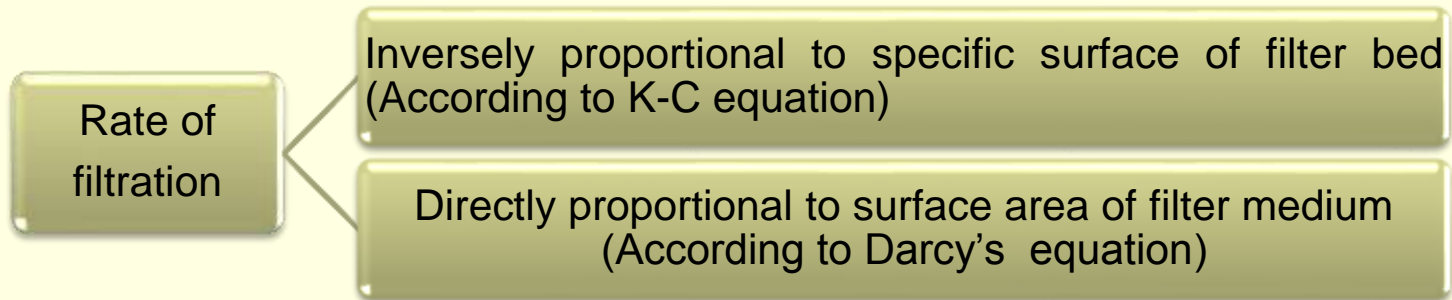 Rate of
filtration
Inversely proportional to specific surface of filter bed
(According to K-C equation)
Directly proportional to surface area of filter medium
(According to Darcy’s equation)